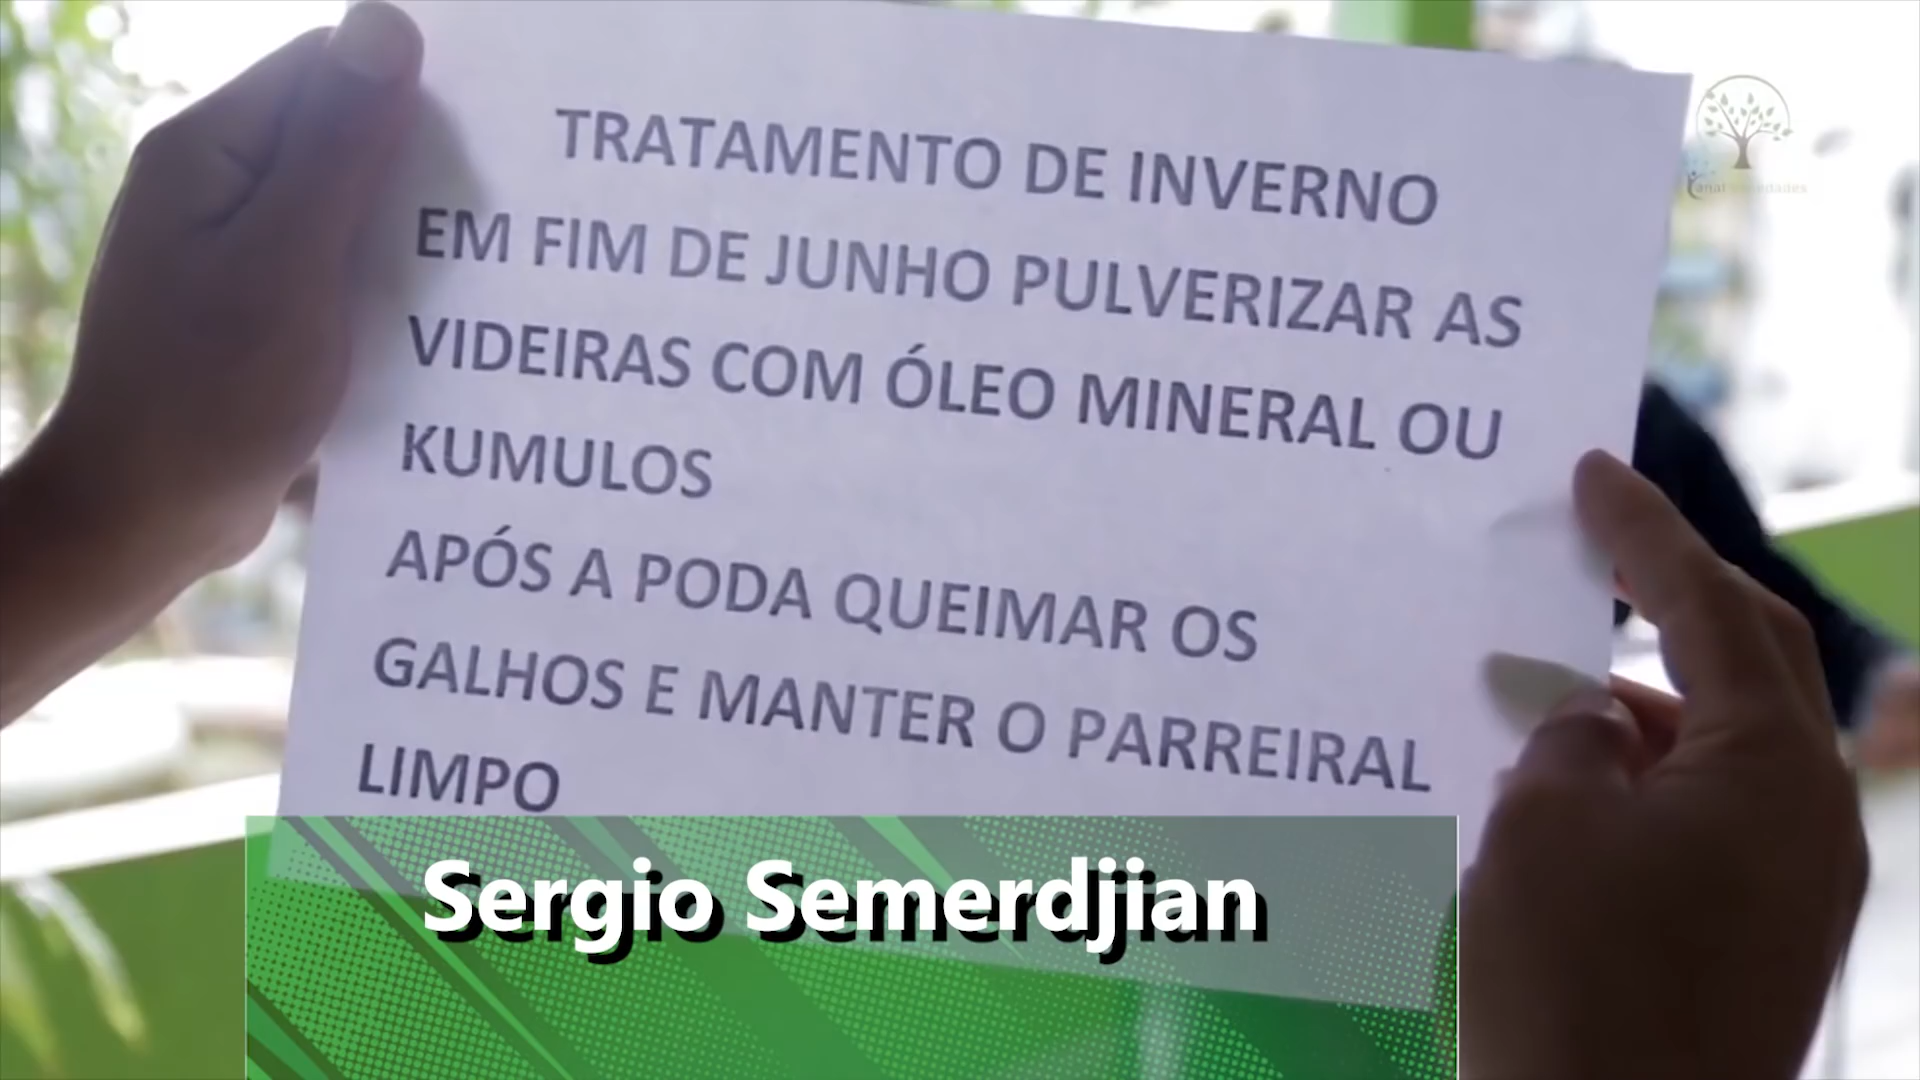 TRATAMENTO DE INVERNO
EM FIM DE JUNHO PULVERIZAR AS
VIDEIRAS COM ÓLEO MINERAL OU
KUMULOS
APÓS A PODA QUEIMAR OS
GALHOS E MANTER O PARREIRAL
LIMPO
Sergio Semerdjian